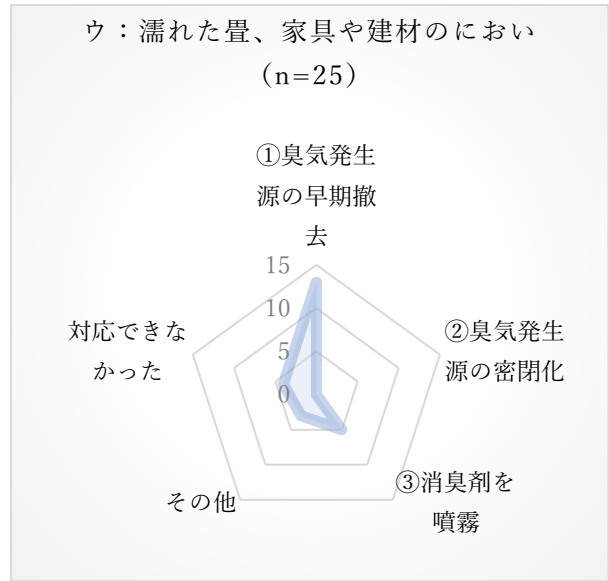 ウ：濡れた畳、家具や建材のにおい
(n=25)
①臭気発生
源の早期撤
去
15
10
5
0
②臭気発生
源の密閉化
③消臭剤を
噴霧
その他
対応できな
かった